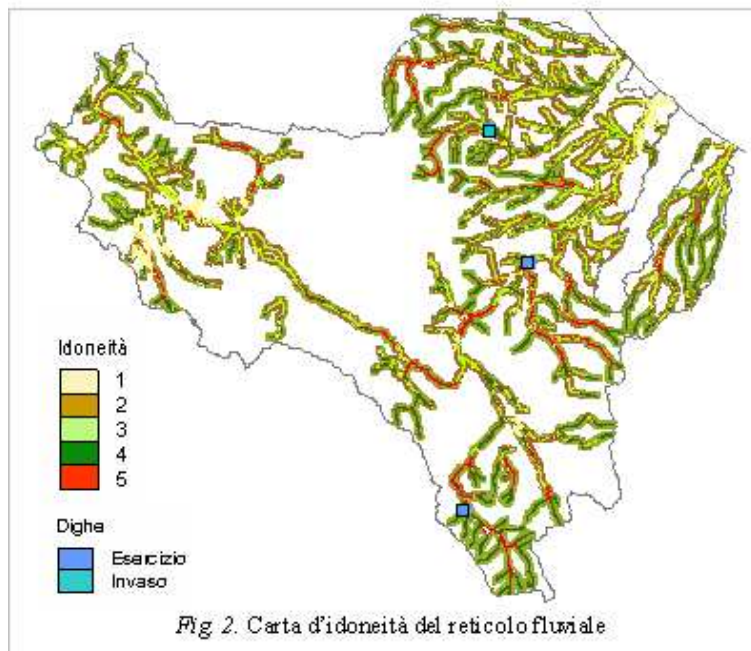 Idoneità
1
2
3
4
5
Dighe
Esercizio
Invaso
Fig. 2. Carta d'idoneità del reticolo fluviale